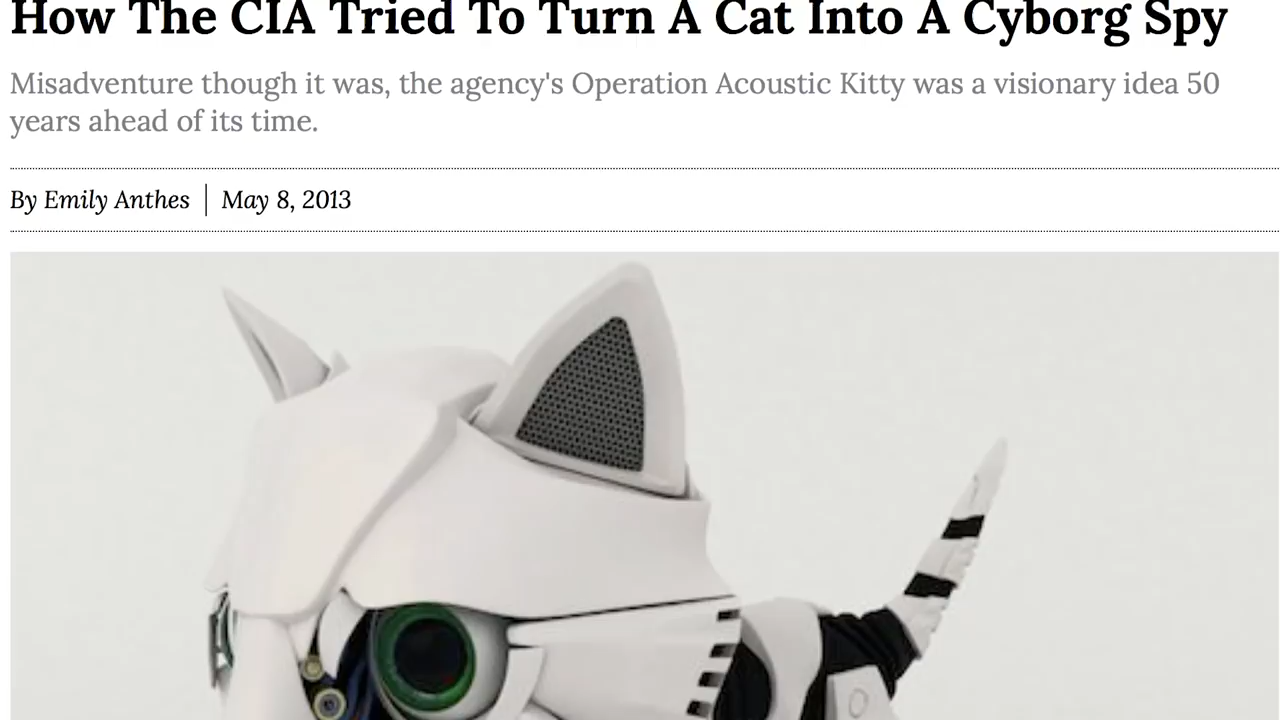 How The CIA Tried To Turn A Cat Into A Cyborg Spy
Misadventure though it was, the agency's Operation Acoustic Kitty was a visionary idea 50
years ahead of its time.
By Emily Anthes | May 8, 2013